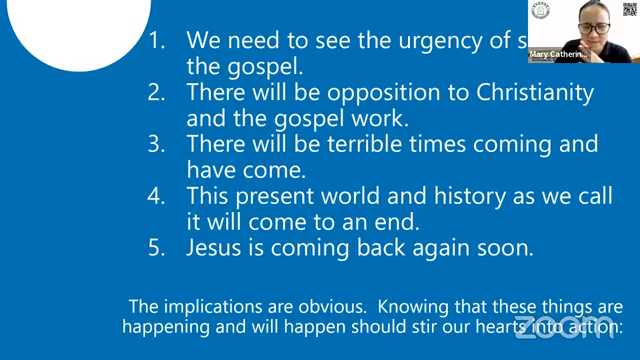 1. We need to see the urgency of
the gospel.
2. There will be opposition to Christianity
and the gospel work.
3. There will be terrible times coming and
have come.
4. This present world and history as we call
it will come to an end.
5. Jesus is coming back again soon.
The implications are obvious. Knowing that these things are
happening and will happen should stir our hearts into action:
Mary Catherin...
zoom